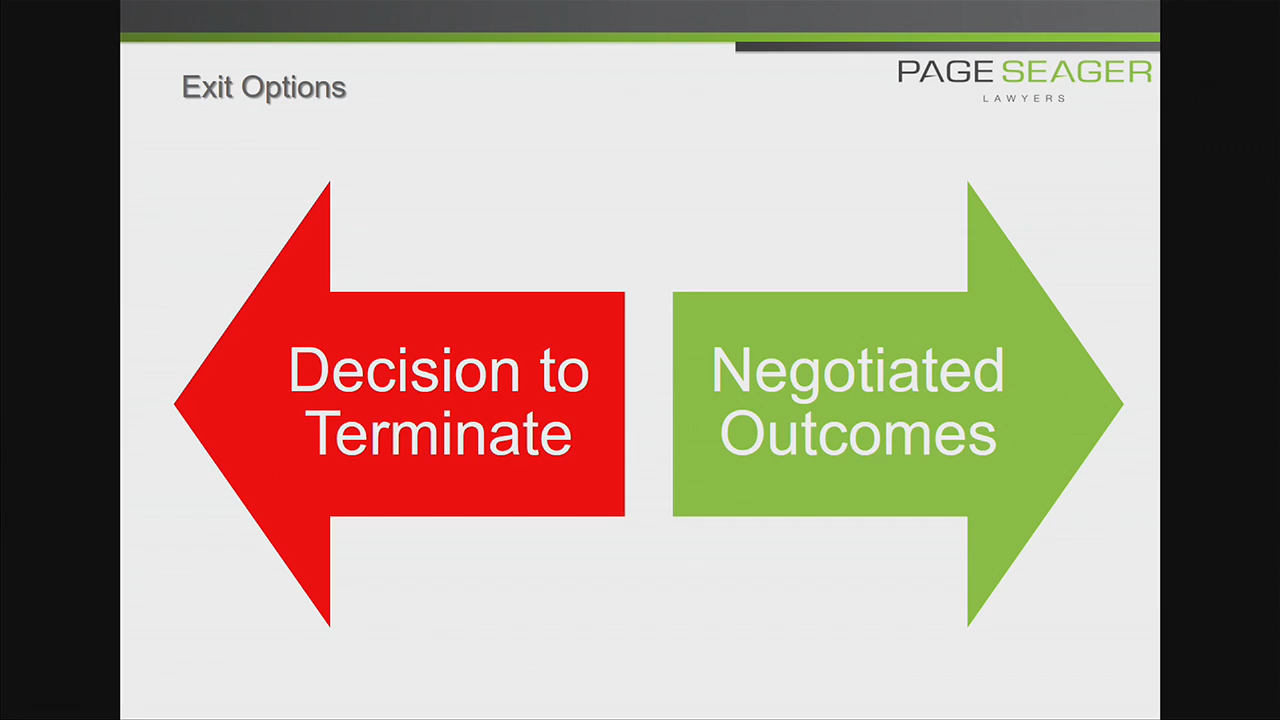 Exit Options
PAGE SEAGER
LAWYERS
Decision to
Terminate
Negotiated
Outcomes